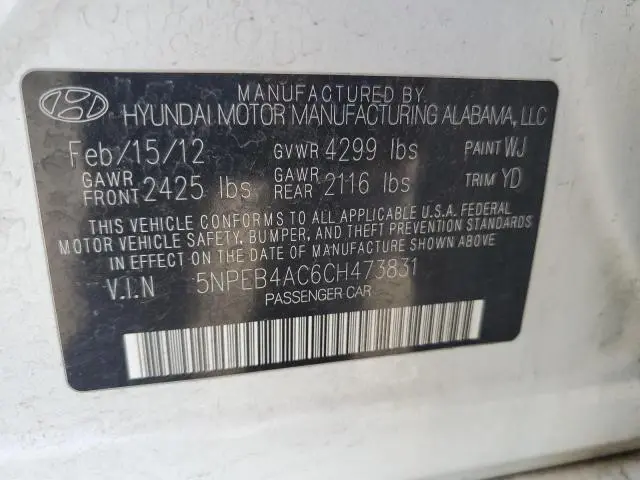 MANUFACTURED BY
HYUNDAI MOTOR MANUFACTURING ALABAMA, LLC
Feb/15/12 GVWR 4299 lbs PAINT WJ
GAWR FRONT 2425 lbs GAWR REAR 2116 lbs TRIM YD
THIS VEHICLE CONFORMS TO ALL APPLICABLE U.S.A. FEDERAL
MOTOR VEHICLE SAFETY, BUMPER, AND THEFT PREVENTION STANDARDS
IN EFFECT ON THE DATE OF MANUFACTURE SHOWN ABOVE.
V.I.N 5NPEB4AC6CH473831
PASSENGER CAR